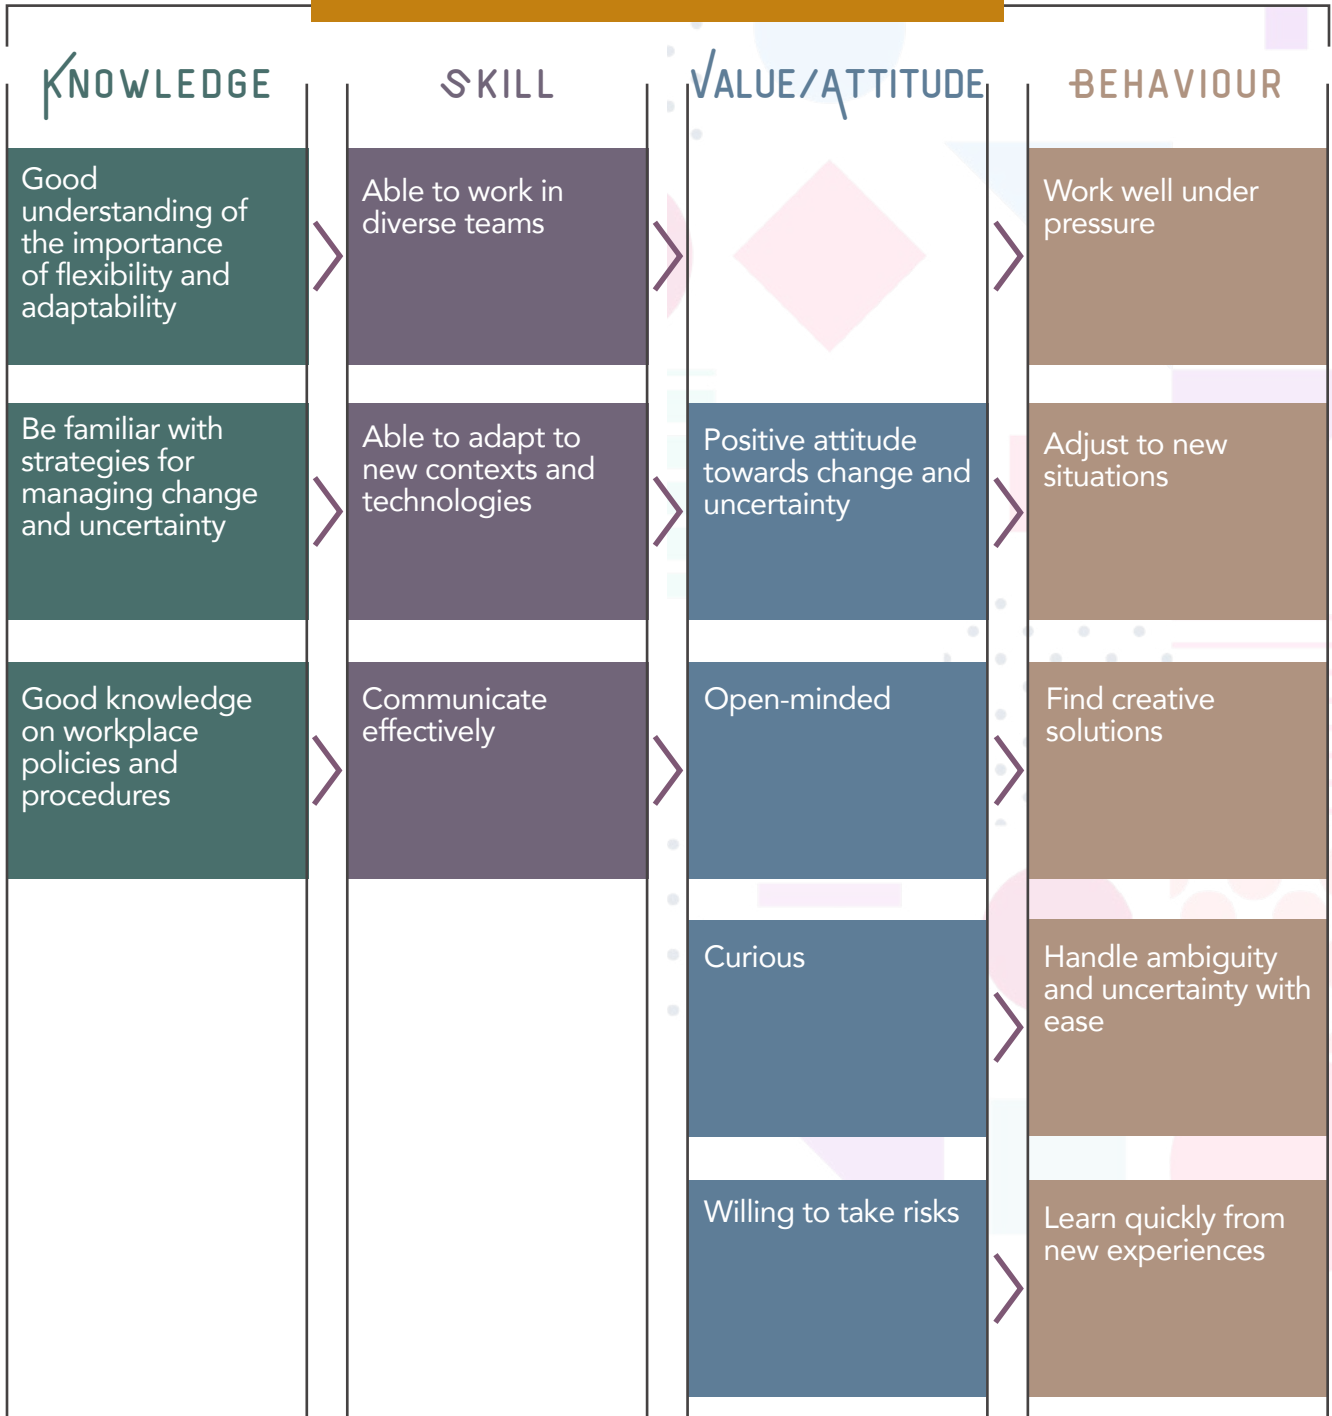 KNOWLEDGE
SKILL
VALUE/ATTITUDE
BEHAVIOUR
Good
understanding of
the importance
of flexibility and
adaptability
Able to work in
diverse teams
Work well under
pressure
Be familiar with
strategies for
managing change
and uncertainty
Able to adapt to
new contexts and
technologies
Positive attitude
towards change and
uncertainty
Adjust to new
situations
Good knowledge
on workplace
policies and
procedures
Communicate
effectively
Open-minded
Find creative
solutions
Curious
Handle ambiguity
and uncertainty with
ease
Willing to take risks
Learn quickly from
new experiences